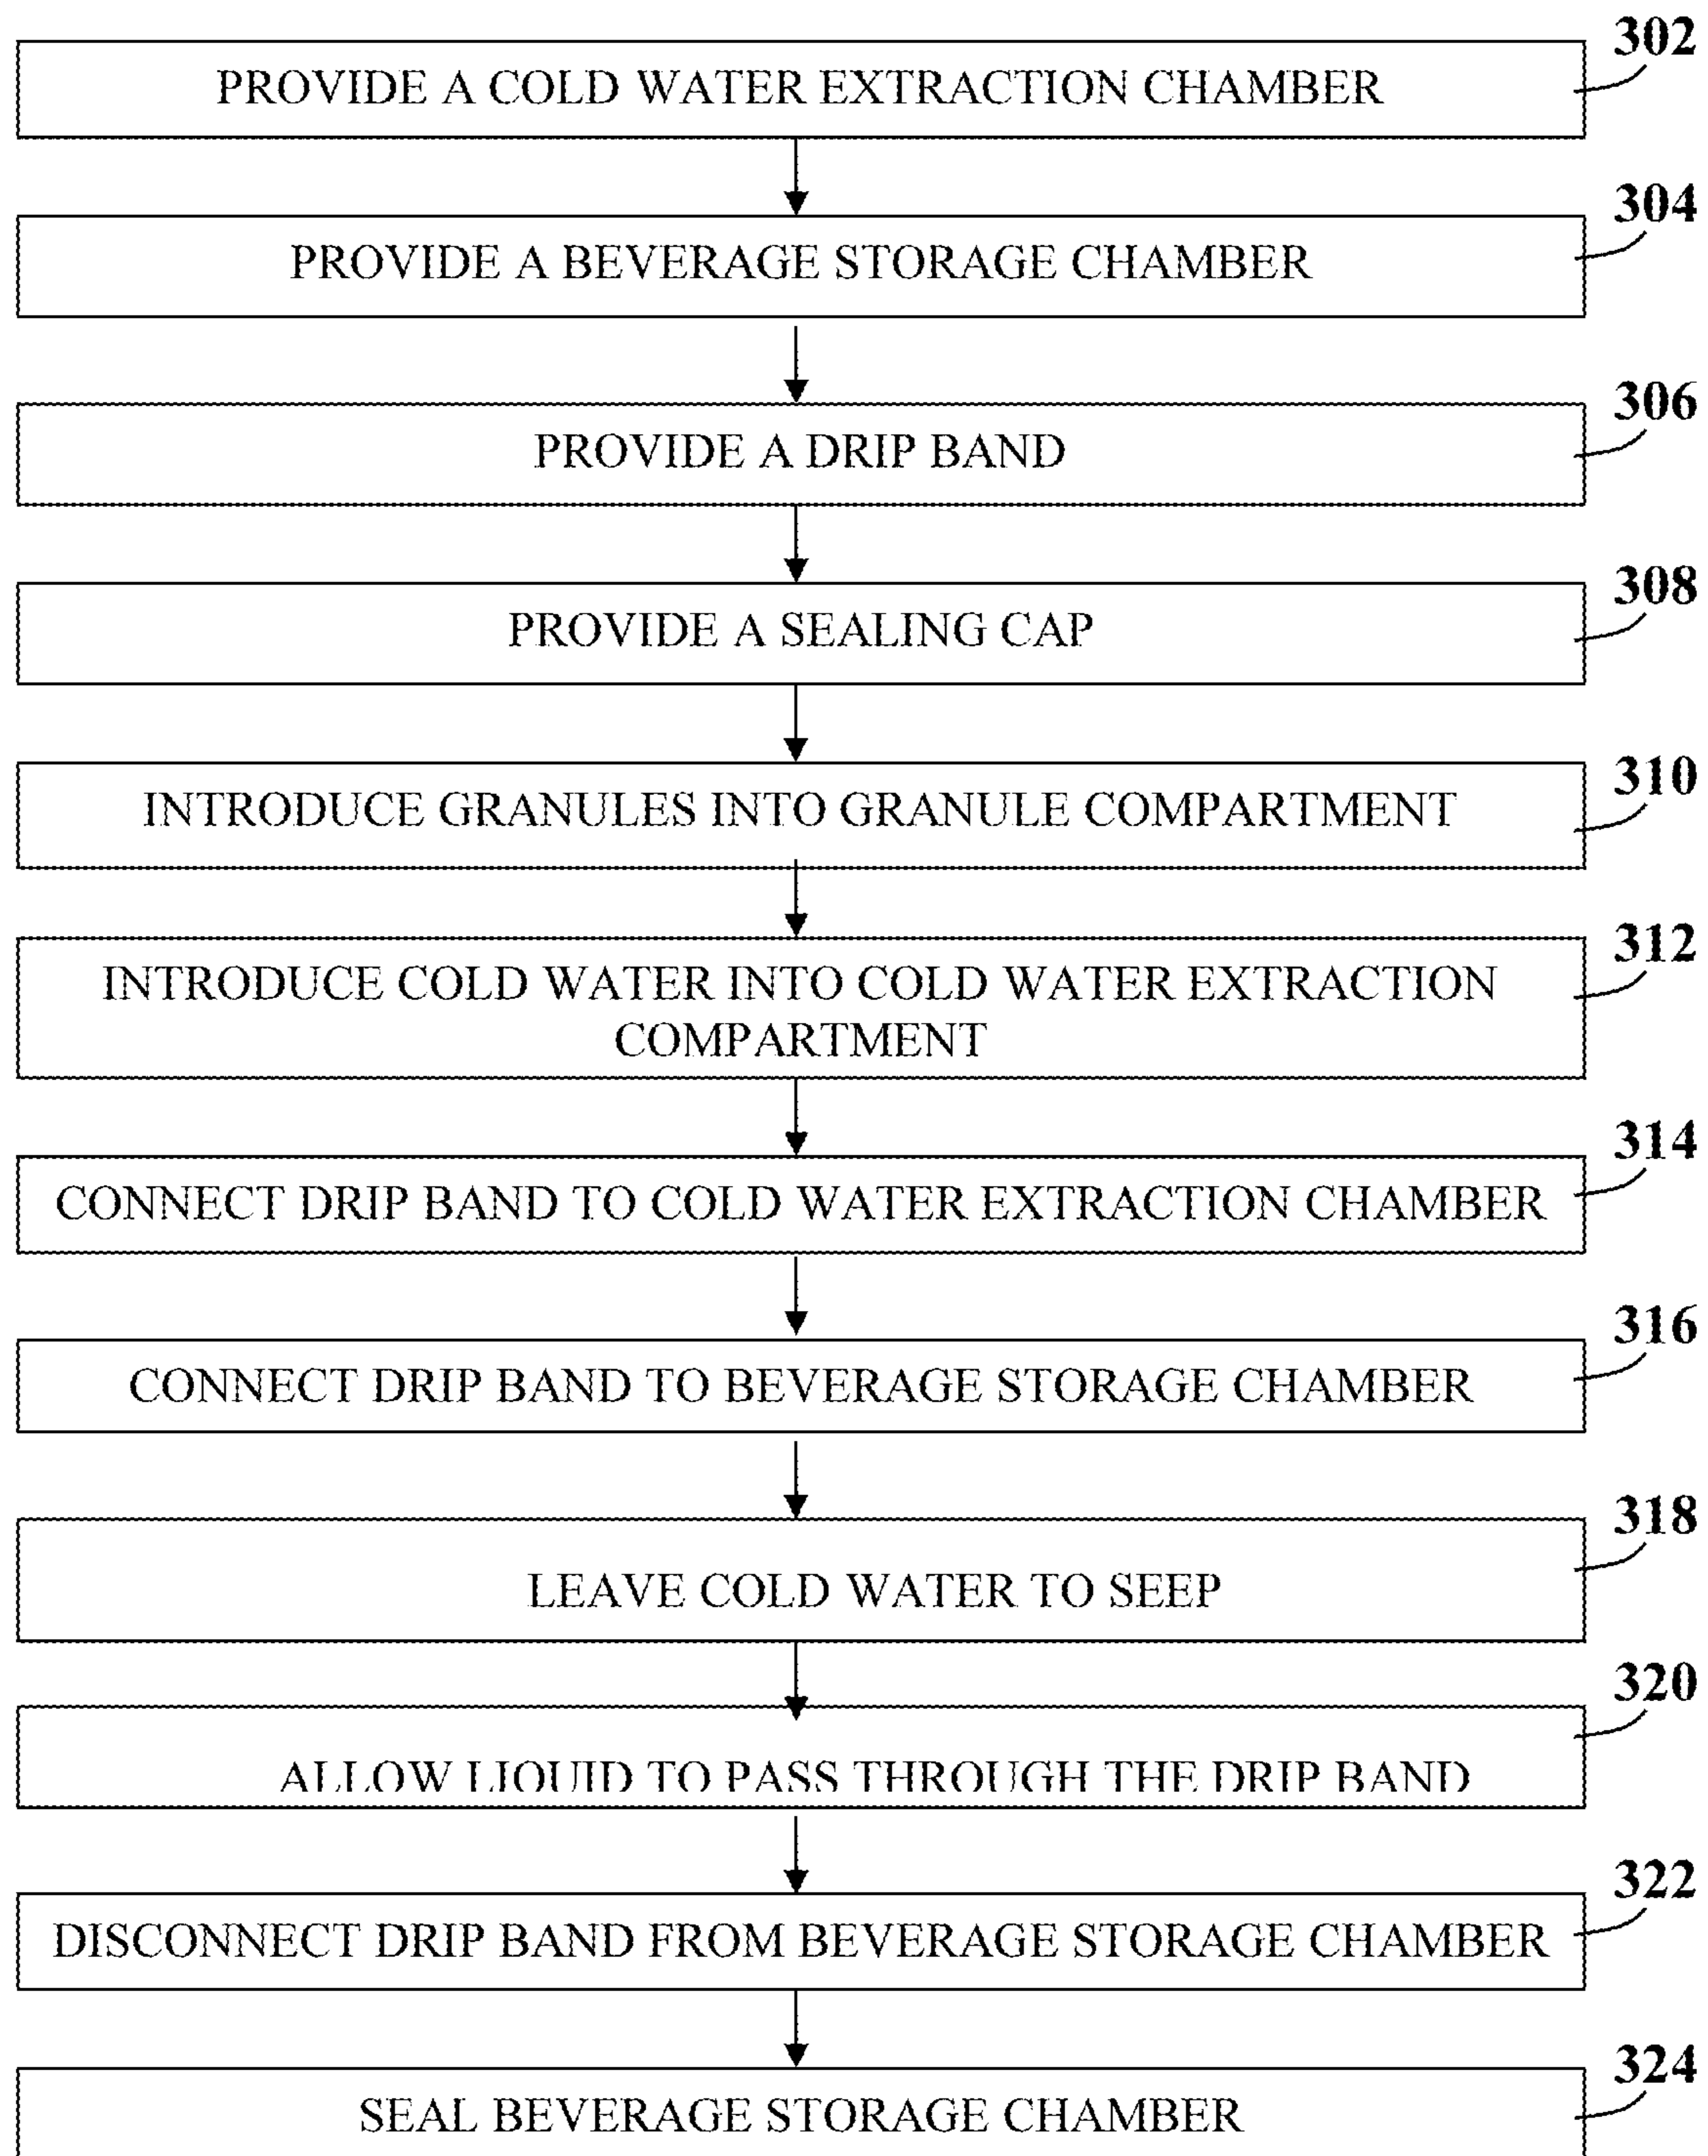 302
PROVIDE A COLD WATER EXTRACTION CHAMBER
304
PROVIDE A BEVERAGE STORAGE CHAMBER
306
PROVIDE A DRIP BAND
308
PROVIDE A SEALING CAP
310
INTRODUCE GRANULES INTO GRANULE COMPARTMENT
312
INTRODUCE COLD WATER INTO COLD WATER EXTRACTION
COMPARTMENT
314
CONNECT DRIP BAND TO COLD WATER EXTRACTION CHAMBER
316
CONNECT DRIP BAND TO BEVERAGE STORAGE CHAMBER
318
LEAVE COLD WATER TO SEEP
320
ALLOW LIQUID TO PASS THROUGH THE DRIP BAND
322
DISCONNECT DRIP BAND FROM BEVERAGE STORAGE CHAMBER
324
SEAL BEVERAGE STORAGE CHAMBER